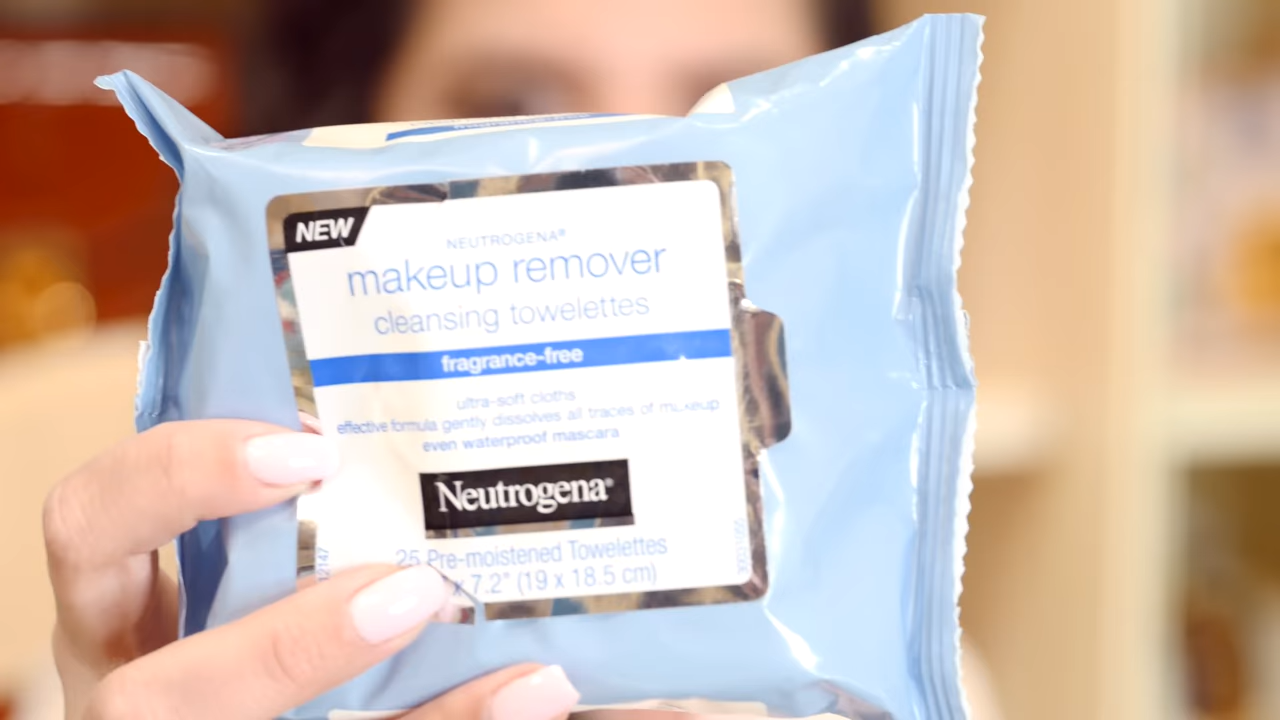 NEW
NEUTROGENA®
makeup remover
cleansing towelettes
fragrance-free
ultra-soft cloths
effective formula gently dissolves all traces of makeup
even waterproof mascara
Neutrogena®
25 Pre-moistened Towelettes
x 7.2" (19 x 18.5 cm)